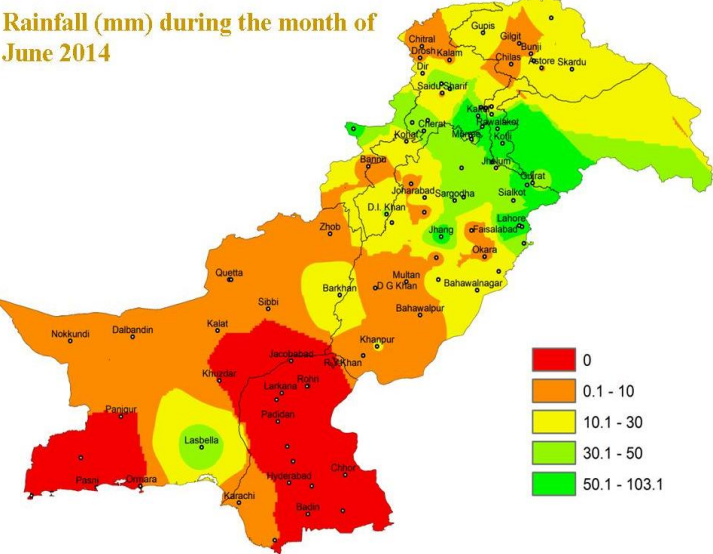 Rainfall (mm) during the month of
June 2014
Gupis
Chitral
Gilgit
Drosh
Kalam
Bunji
Chilas
Astore
Skardu
Dir
Saidu Sharif
Cherat
Kohat
Kotli
Bannu
Jhelum
Gujrat
Joharabad
Sargodha
Sialkot
D.I. Khan
Lahore
Zhob
Jhang
Faisalabad
Okara
Quetta
Multan
D G Khan
Bahawalnagar
Barkhan
Sibbi
Bahawalpur
Kalat
Nokkundi
Dalbandin
Khanpur
Jacobabad
R.Y.Khan
Khuzdar
Rohri
Larkana
Panjgur
Padidan
Lasbella
Chhor
Hyderabad
Pasni
Ormara
Karachi
Badin
0
0.1 - 10
10.1 - 30
30.1 - 50
50.1 - 103.1